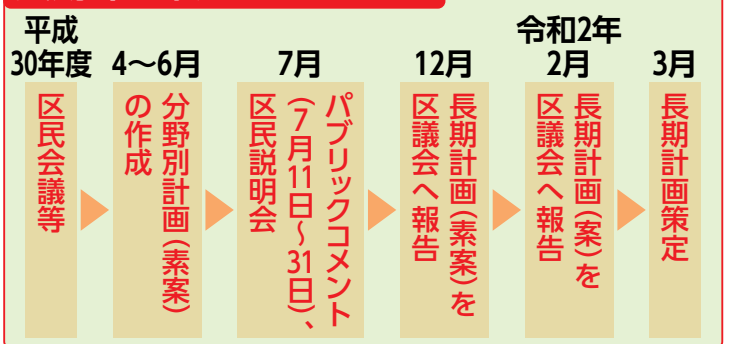 平成
30年度
区民会議等
4〜6月
分野別計画(素案)
の作成
7月
パブリックコメント
(7月11日〜31日)、
区民説明会
12月
長期計画(素案)を
区議会へ報告
令和2年
2月
長期計画(案)を
区議会へ報告
3月
長期計画策定